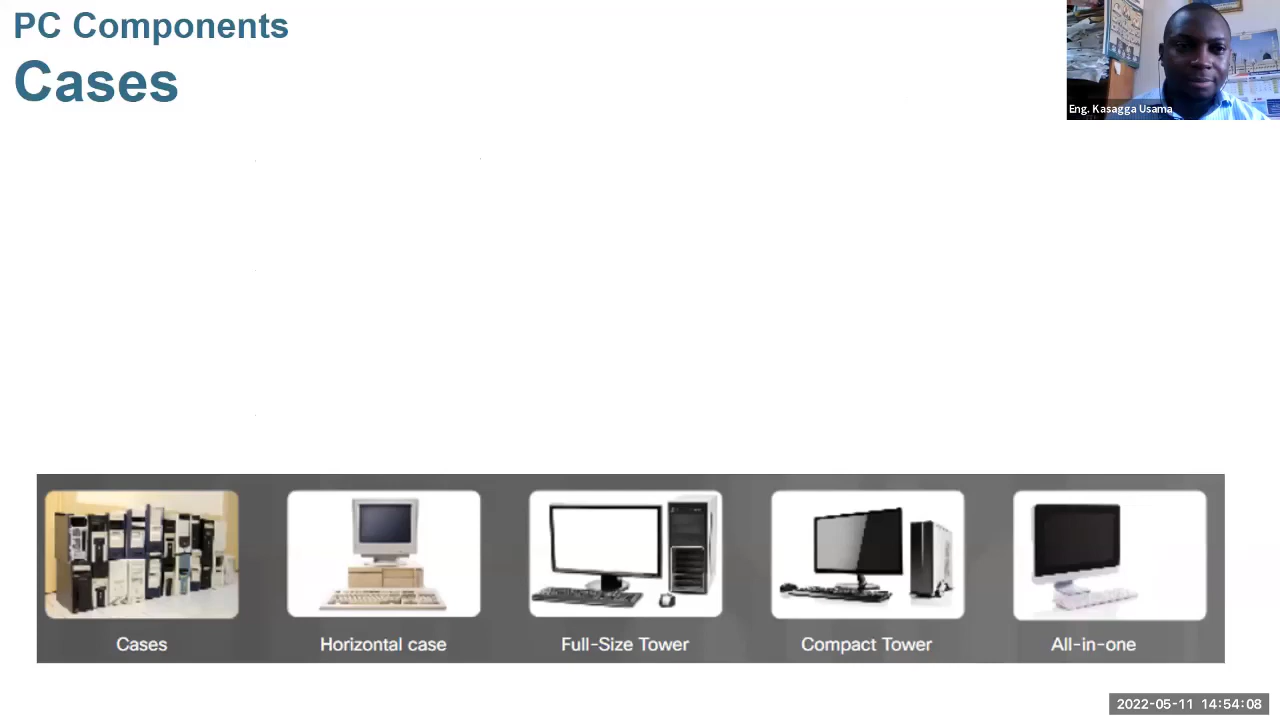 PC Components
Cases
Eng. Kasagga Usama
Cases
Horizontal case
Full-Size Tower
Compact Tower
All-in-one
2022-05-11 14:54:08